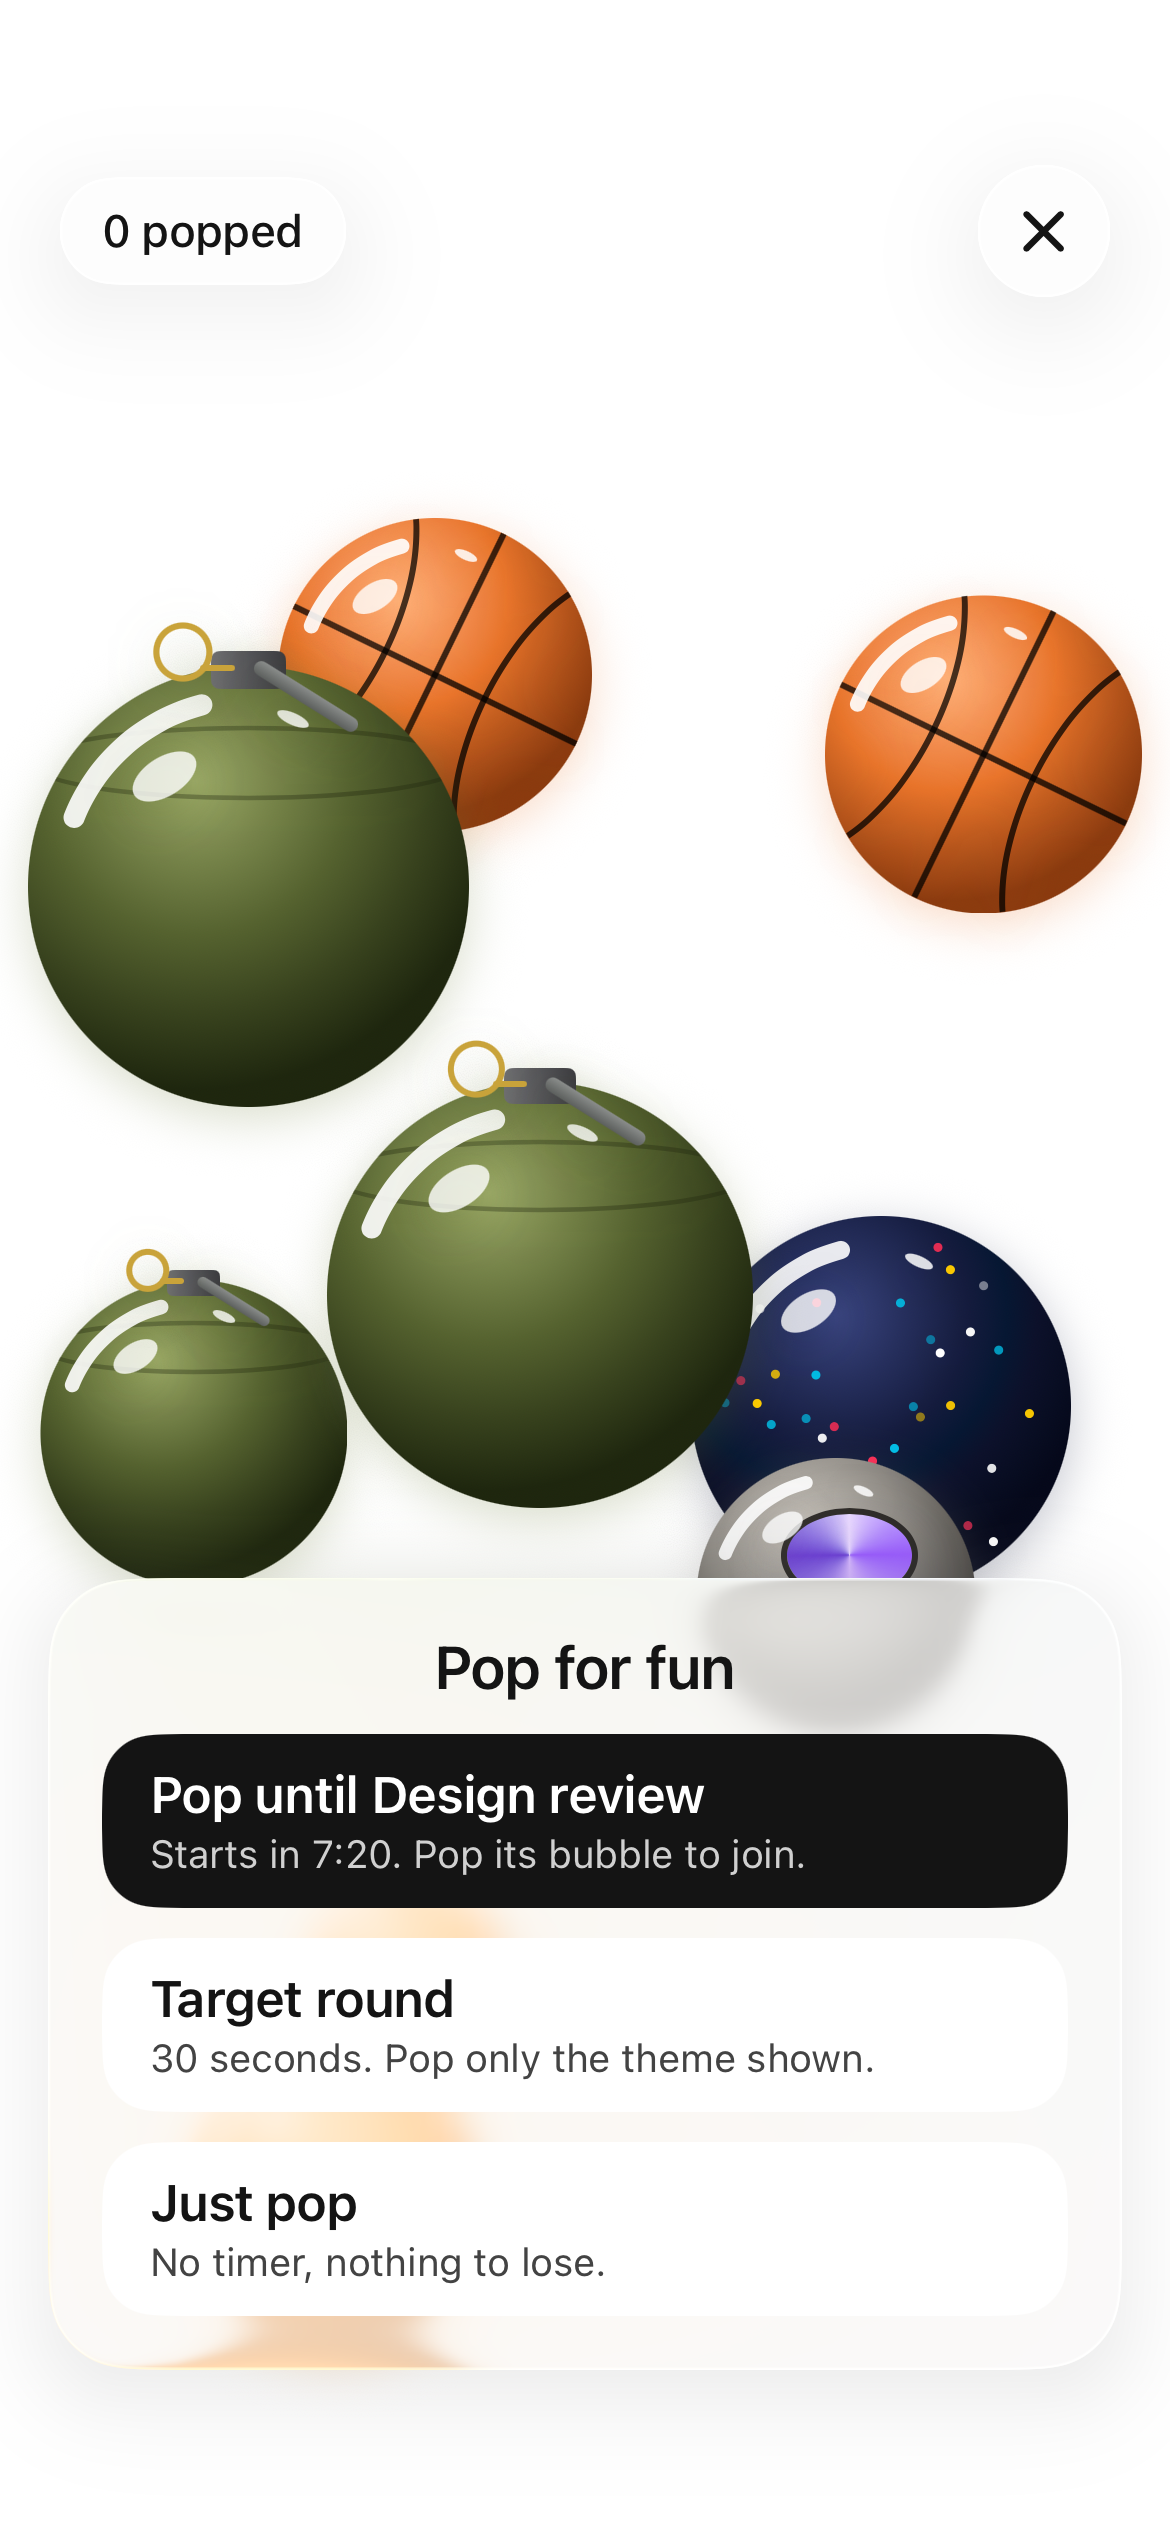 0 popped
Pop for fun
Pop until Design review
Starts in 7:20. Pop its bubble to join.
Target round
30 seconds. Pop only the theme shown.
Just pop
No timer, nothing to lose.